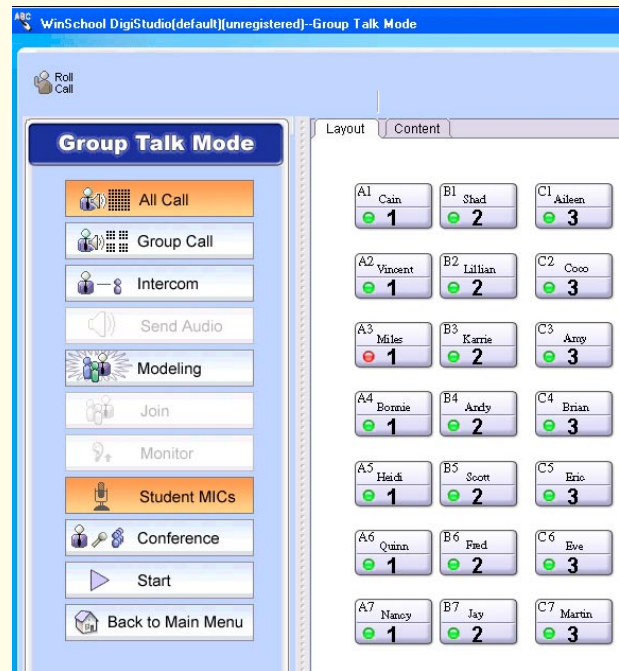 ABC
WinSchool DigiStudio(default)(unregistered)--Group Talk Mode
Roll
Call
Group Talk Mode
All Call
Group Call
Intercom
Send Audio
Modeling
Join
Monitor
Student MICs
Conference
Start
Back to Main Menu
Layout Content
A1 Cain B1 Shad C1 Aileen
1 2 3
A2 Vincent B2 Lillian C2 Coco
1 2 3
A3 Miles B3 Karrie C3 Amy
1 2 3
A4 Bonnie B4 Andy C4 Brian
1 2 3
A5 Heidi B5 Scott C5 Eric
1 2 3
A6 Quinn B6 Fred C6 Eve
1 2 3
A7 Nancy B7 Jay C7 Martin
1 2 3